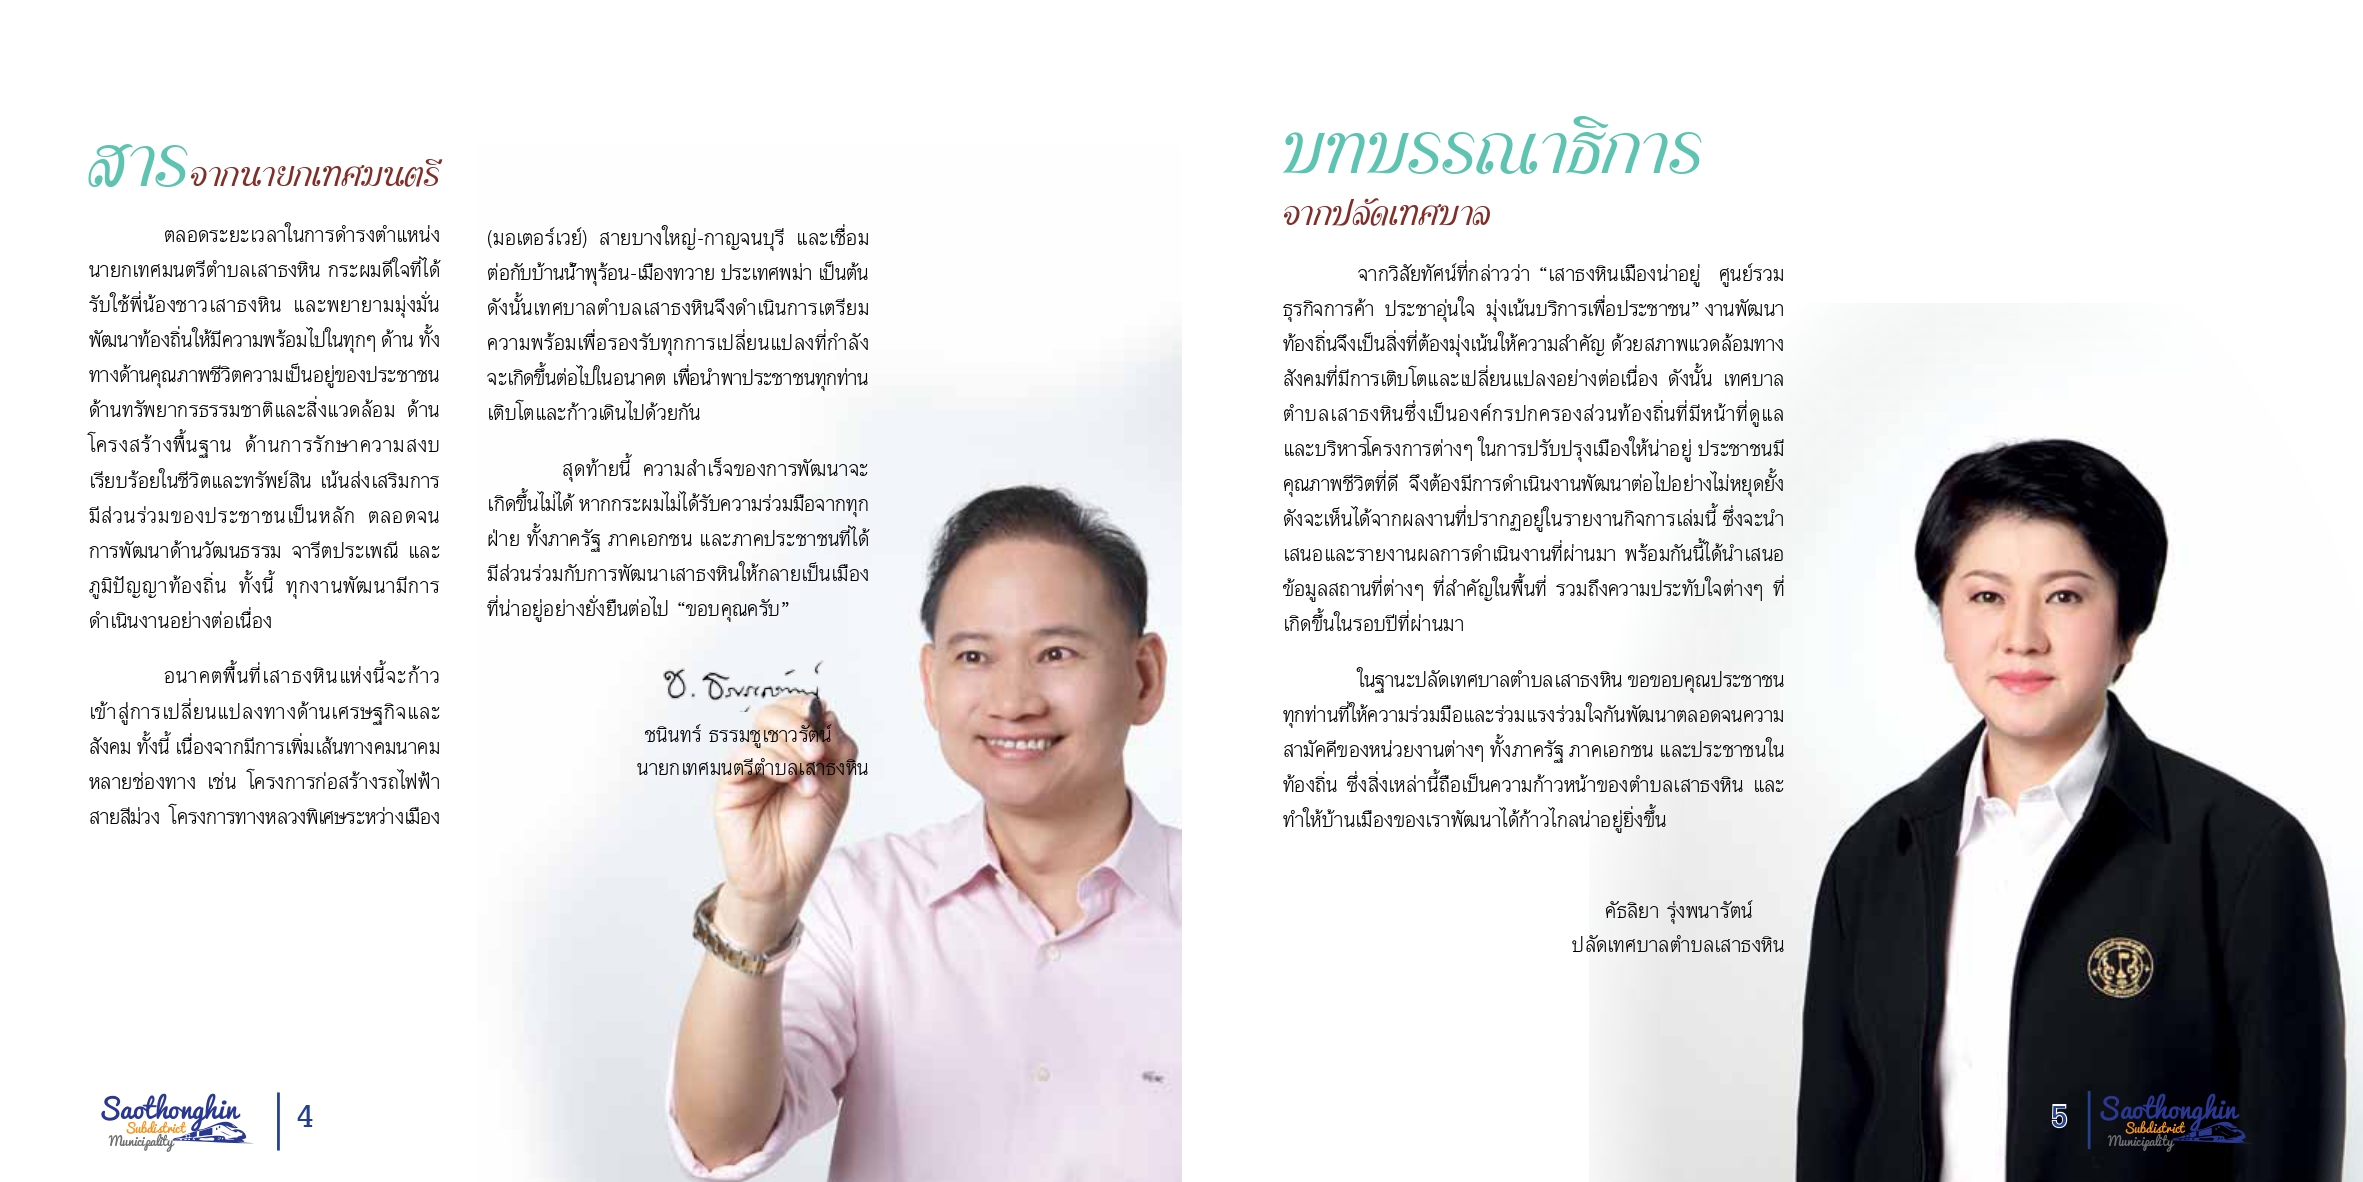 สารจากนายกเทศมนตรี
ตลอดระยะเวลาในการดำรงตำแหน่ง
นายกเทศมนตรีตำบลเสาธงหิน กระผมดีใจที่ได้
รับใช้พี่น้องชาวเสาธงหิน และพยายามมุ่งมั่น
พัฒนาท้องถิ่นให้มีความพร้อมไปในทุกๆ ด้าน ทั้ง
ทางด้านคุณภาพชีวิตความเป็นอยู่ของประชาชน
ด้านทรัพยากรธรรมชาติและสิ่งแวดล้อม ด้าน
โครงสร้างพื้นฐาน ด้านการรักษาความสงบ
เรียบร้อยในชีวิตและทรัพย์สิน เน้นส่งเสริมการ
มีส่วนร่วมของประชาชนเป็นหลัก ตลอดจน
การพัฒนาด้านวัฒนธรรม จารีตประเพณี และ
ภูมิปัญญาท้องถิ่น ทั้งนี้ ทุกงานพัฒนามีการ
ดำเนินงานอย่างต่อเนื่อง
อนาคตพื้นที่เสาธงหินแห่งนี้จะก้าว
เข้าสู่การเปลี่ยนแปลงทางด้านเศรษฐกิจและ
สังคม ทั้งนี้ เนื่องจากมีการเพิ่มเส้นทางคมนาคม
หลายช่องทาง เช่น โครงการก่อสร้างรถไฟฟ้า
สายสีม่วง โครงการทางหลวงพิเศษระหว่างเมือง
(มอเตอร์เวย์) สายบางใหญ่-กาญจนบุรี และเชื่อม
ต่อกับบ้านน้ำพุร้อน-เมืองทวาย ประเทศพม่า เป็นต้น
ดังนั้นเทศบาลตำบลเสาธงหินจึงดำเนินการเตรียม
ความพร้อมเพื่อรองรับทุกการเปลี่ยนแปลงที่กำลัง
จะเกิดขึ้นต่อไปในอนาคต เพื่อนำพาประชาชนทุกท่าน
เติบโตและก้าวเดินไปด้วยกัน
สุดท้ายนี้ ความสำเร็จของการพัฒนาจะ
เกิดขึ้นไม่ได้ หากกระผมไม่ได้รับความร่วมมือจากทุก
ฝ่าย ทั้งภาครัฐ ภาคเอกชน และภาคประชาชนที่ได้
มีส่วนร่วมกับการพัฒนาเสาธงหินให้กลายเป็นเมือง
ที่น่าอยู่อย่างยั่งยืนต่อไป “ขอบคุณครับ”
ชนินทร์ ธรรมชูเชาวรัตน์
นายกเทศมนตรีตำบลเสาธงหิน
Saothonghin
Subdistrict
Municipality
4
บทบรรณาธิการ
จากปลัดเทศบาล
จากวิสัยทัศน์ที่กล่าวว่า “เสาธงหินเมืองน่าอยู่ ศูนย์รวม
ธุรกิจการค้า ประชาอุ่นใจ มุ่งเน้นบริการเพื่อประชาชน” งานพัฒนา
ท้องถิ่นจึงเป็นสิ่งที่ต้องมุ่งเน้นให้ความสำคัญ ด้วยสภาพแวดล้อมทาง
สังคมที่มีการเติบโตและเปลี่ยนแปลงอย่างต่อเนื่อง ดังนั้น เทศบาล
ตำบลเสาธงหินซึ่งเป็นองค์กรปกครองส่วนท้องถิ่นที่มีหน้าที่ดูแล
และบริหารโครงการต่างๆ ในการปรับปรุงเมืองให้น่าอยู่ ประชาชนมี
คุณภาพชีวิตที่ดี จึงต้องมีการดำเนินงานพัฒนาต่อไปอย่างไม่หยุดยั้ง
ดังจะเห็นได้จากผลงานที่ปรากฏอยู่ในรายงานกิจการเล่มนี้ ซึ่งจะนำ
เสนอและรายงานผลการดำเนินงานที่ผ่านมา พร้อมกันนี้ได้นำเสนอ
ข้อมูลสถานที่ต่างๆ ที่สำคัญในพื้นที่ รวมถึงความประทับใจต่างๆ ที่
เกิดขึ้นในรอบปีที่ผ่านมา
ในฐานะปลัดเทศบาลตำบลเสาธงหิน ขอขอบคุณประชาชน
ทุกท่านที่ให้ความร่วมมือและร่วมแรงร่วมใจกันพัฒนาตลอดจนความ
สามัคคีของหน่วยงานต่างๆ ทั้งภาครัฐ ภาคเอกชน และประชาชนใน
ท้องถิ่น ซึ่งสิ่งเหล่านี้ถือเป็นความก้าวหน้าของตำบลเสาธงหิน และ
ทำให้บ้านเมืองของเราพัฒนาได้ก้าวไกลน่าอยู่ยิ่งขึ้น
คัธลิยา รุ่งพนารัตน์
ปลัดเทศบาลตำบลเสาธงหิน
5
Saothonghin
Subdistrict
Municipality